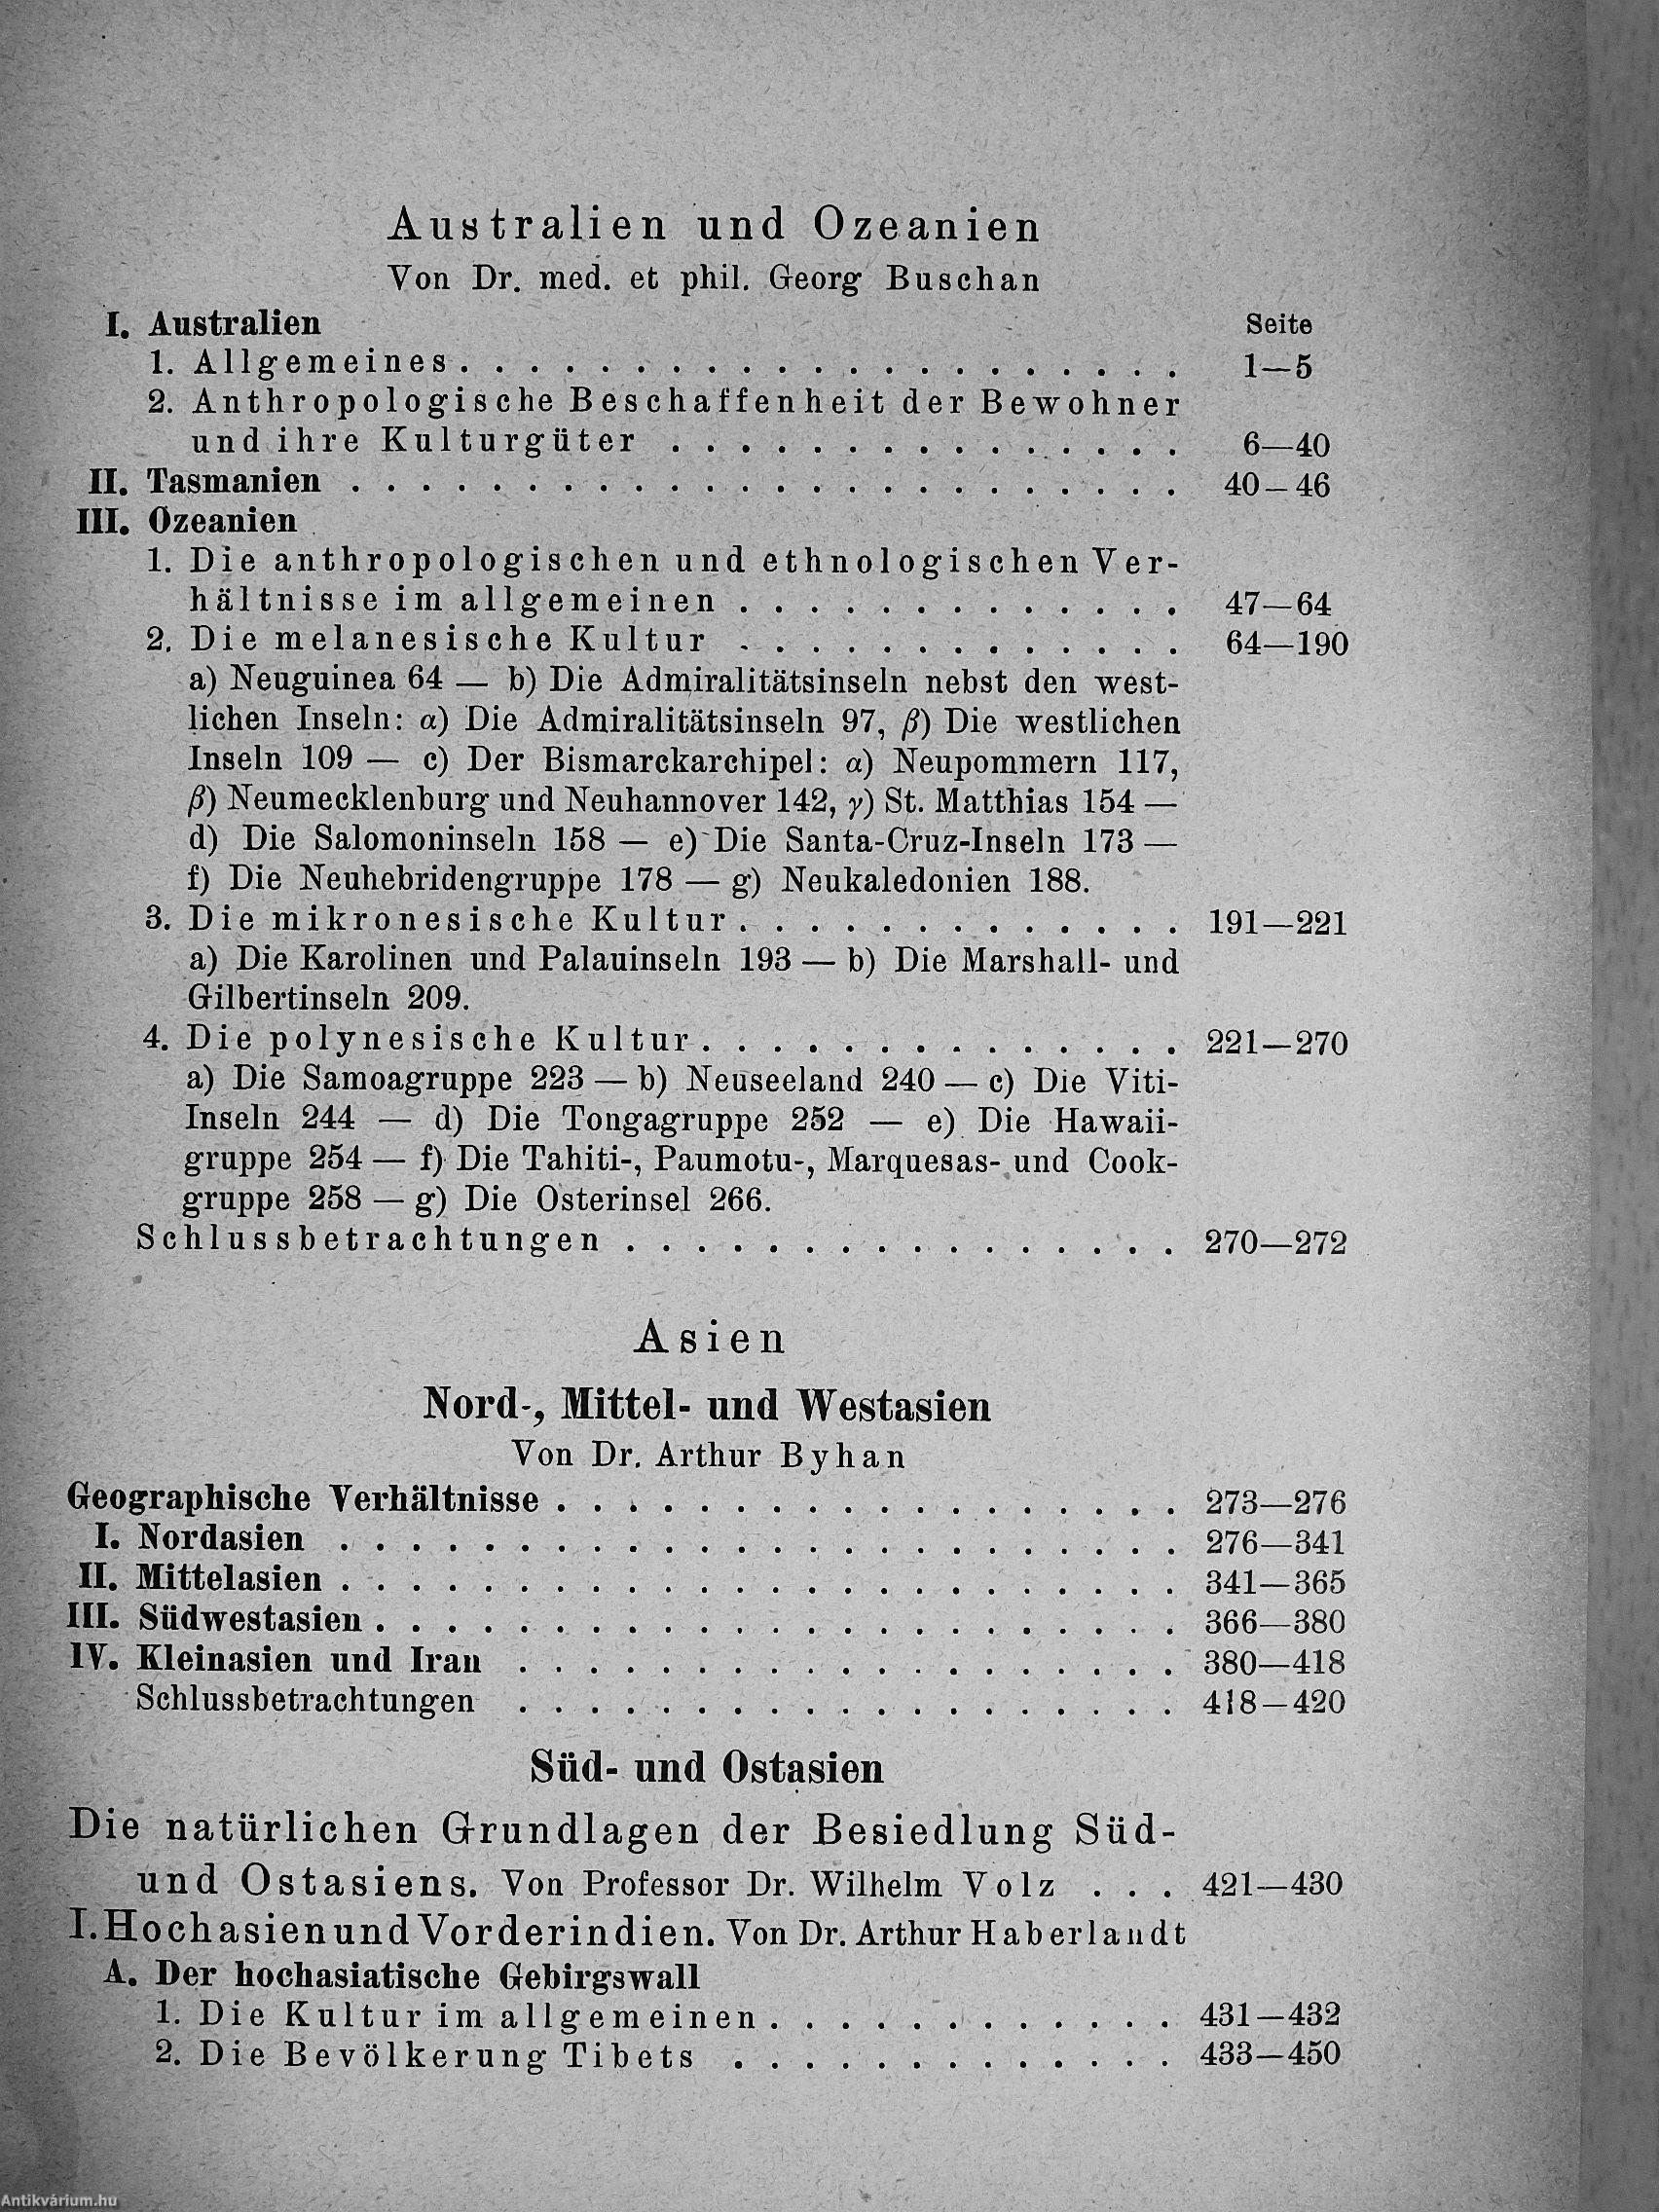 Australien und Ozeanien
Von Dr. med. et phil. Georg Buschan
I. Australien Seite
1. Allgemeines . . . . . . . . . . . . . . . . . . . . . 1—5
2. Anthropologische Beschaffenheit der Bewohner
und ihre Kulturgüter . . . . . . . . . . . . . . . 6—40
II. Tasmanien . . . . . . . . . . . . . . . . . . . . . . . . 40—46
III. Ozeanien
1. Die anthropologischen und ethnologischen Ver-
hältnisse im allgemeinen . . . . . . . . . . . . . 47—64
2. Die melanesische Kultur . . . . . . . . . . . . . 64—190
a) Neuguinea 64 — b) Die Admiralitätsinseln nebst den west-
lichen Inseln: α) Die Admiralitätsinseln 97, β) Die westlichen
Inseln 109 — c) Der Bismarckarchipel: α) Neupommern 117,
β) Neumecklenburg und Neuhannover 142, γ) St. Matthias 154 —
d) Die Salomoninseln 158 — e) Die Santa-Cruz-Inseln 173 —
f) Die Neuhebridengruppe 178 — g) Neukaledonien 188.
3. Die mikronesische Kultur . . . . . . . . . . . . . 191—221
a) Die Karolinen und Palauinseln 193 — b) Die Marshall- und
Gilbertinseln 209.
4. Die polynesische Kultur . . . . . . . . . . . . . . 221—270
a) Die Samoagruppe 223 — b) Neuseeland 240 — c) Die Viti-
Inseln 244 — d) Die Tongagruppe 252 — e) Die Hawaii-
gruppe 254 — f) Die Tahiti-, Paumotu-, Marquesas- und Cook-
gruppe 258 — g) Die Osterinsel 266.
Schlussbetrachtungen . . . . . . . . . . . . . . . . 270—272
Asien
Nord-, Mittel- und Westasien
Von Dr. Arthur Byhan
Geographische Verhältnisse . . . . . . . . . . . . . . . . . . 273—276
I. Nordasien . . . . . . . . . . . . . . . . . . . . . . . . 276—341
II. Mittelasien . . . . . . . . . . . . . . . . . . . . . . . . 341—365
III. Südwestasien . . . . . . . . . . . . . . . . . . . . . . . 366—380
IV. Kleinasien und Iran . . . . . . . . . . . . . . . . . . . 380—418
Schlussbetrachtungen . . . . . . . . . . . . . . . . . . . 418—420
Süd- und Ostasien
Die natürlichen Grundlagen der Besiedlung Süd-
und Ostasiens. Von Professor Dr. Wilhelm Volz . . . 421—430
I. Hochasien und Vorderindien. Von Dr. Arthur Haberlandt
A. Der hochasiatische Gebirgswall
1. Die Kultur im allgemeinen . . . . . . . . . . . . 431—432
2. Die Bevölkerung Tibets . . . . . . . . . . . . . 433—450
Antikvárium.hu